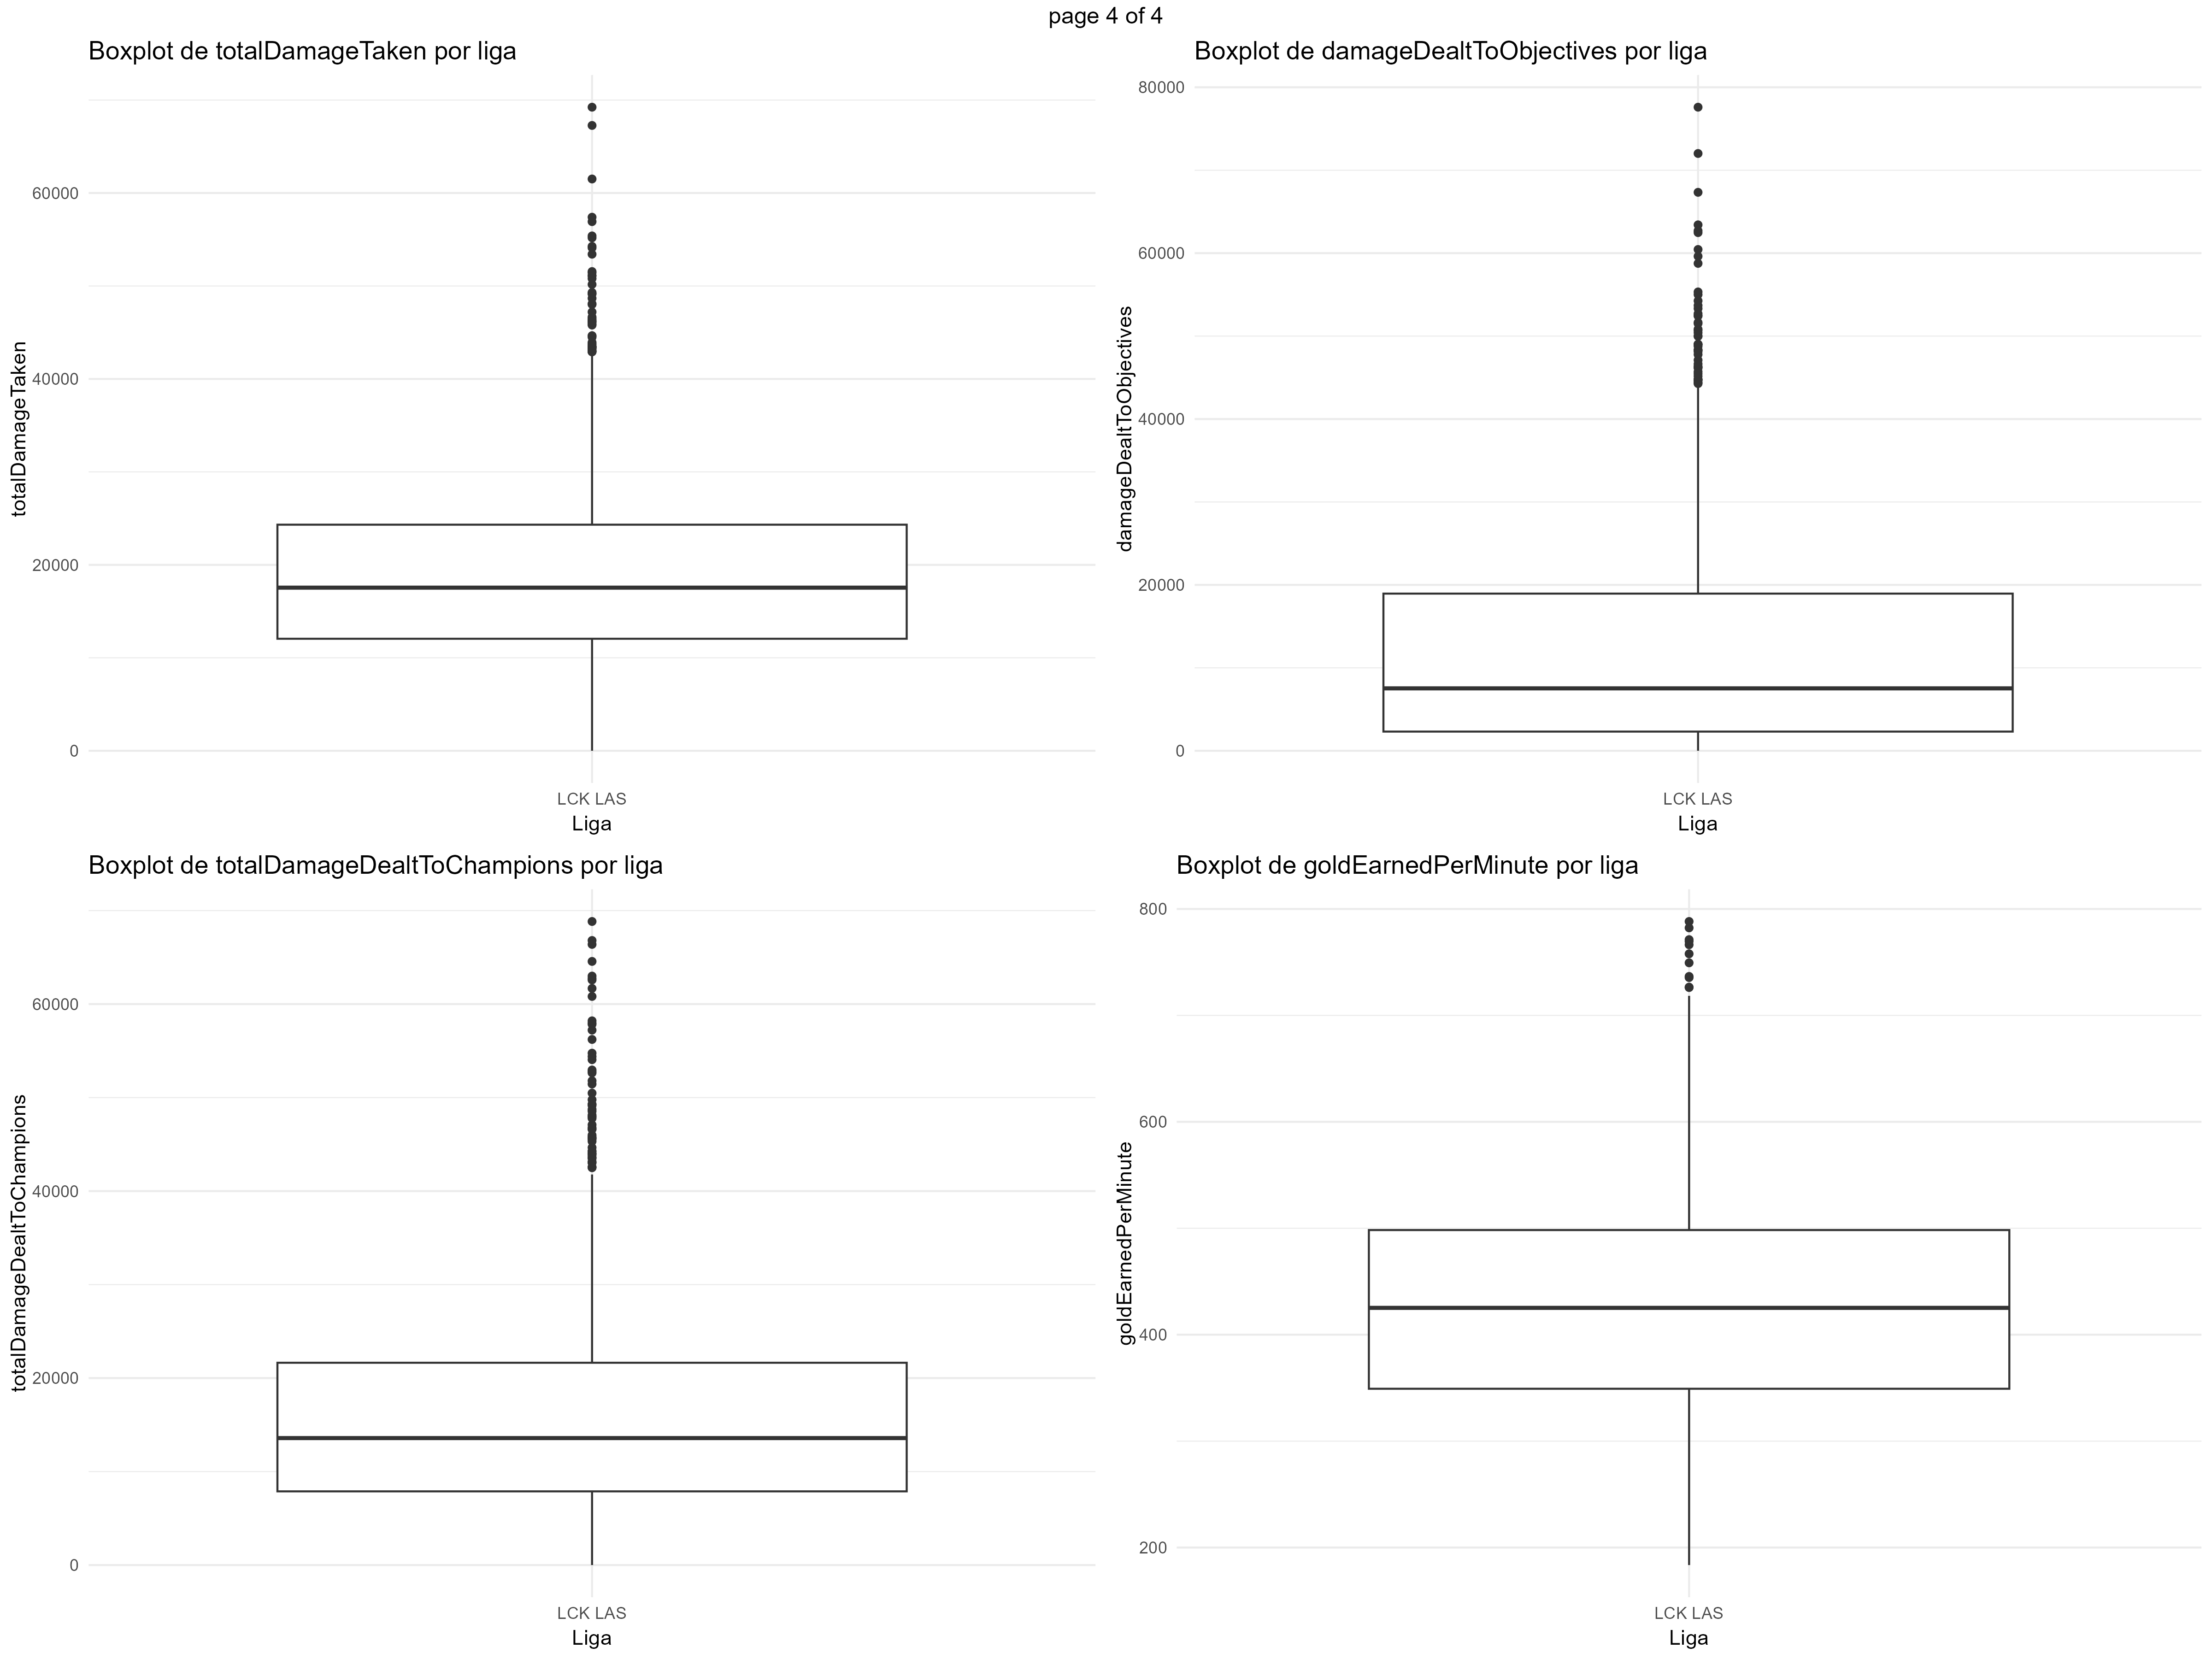 page 4 of 4
Boxplot de totalDamageTaken por liga
totalDamageTaken
60000
40000
20000
0
LCK LAS
Liga
Boxplot de damageDealtToObjectives por liga
damageDealtToObjectives
80000
60000
40000
20000
0
LCK LAS
Liga
Boxplot de totalDamageDealtToChampions por liga
totalDamageDealtToChampions
60000
40000
20000
0
LCK LAS
Liga
Boxplot de goldEarnedPerMinute por liga
goldEarnedPerMinute
800
600
400
200
LCK LAS
Liga